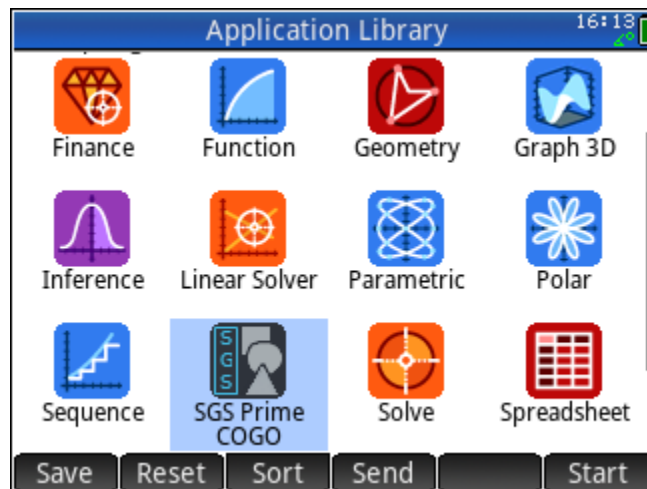 Application Library
16:13
Finance
Function
Geometry
Graph 3D
Inference
Linear Solver
Parametric
Polar
Sequence
SGS
SGS Prime
COGO
Solve
Spreadsheet
Save
Reset
Sort
Send
Start